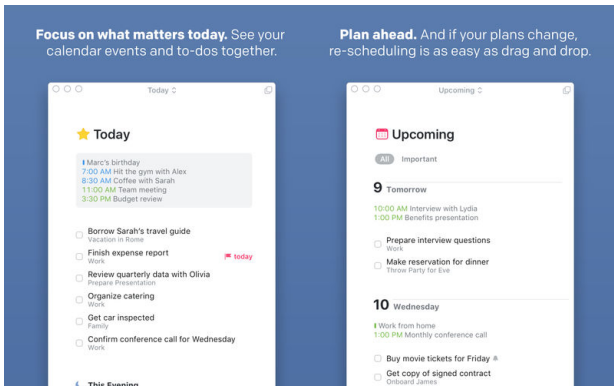 Focus on what matters today. See your
calendar events and to-dos together.
Today
Today
Marc's birthday
7:00 AM Hit the gym with Alex
8:30 AM Coffee with Sarah
11:00 AM Team meeting
3:30 PM Budget review
Borrow Sarah's travel guide
Vacation in Rome
Finish expense report
Work
today
Review quarterly data with Olivia
Prepare Presentation
Organize catering
Work
Get car inspected
Family
Confirm conference call for Wednesday
Work
This Evening
Plan ahead. And if your plans change,
re-scheduling is as easy as drag and drop.
Upcoming
Upcoming
All Important
9 Tomorrow
10:00 AM Interview with Lydia
1:00 PM Benefits presentation
Prepare interview questions
Work
Make reservation for dinner
Throw Party for Eve
10 Wednesday
Work from home
1:00 PM Monthly conference call
Buy movie tickets for Friday
Get copy of signed contract
Onboard James